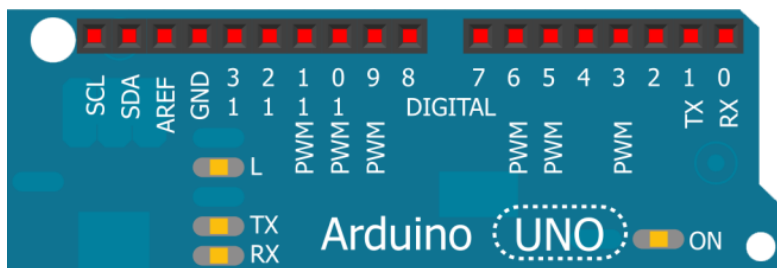 SCL SDA AREF GND 3 2 1 0 9 8 7 6 5 4 3 2 1 0
1 1 1 1 DIGITAL TX RX
PWM PWM PWM PWM PWM PWM
L
TX
RX
Arduino UNO ON